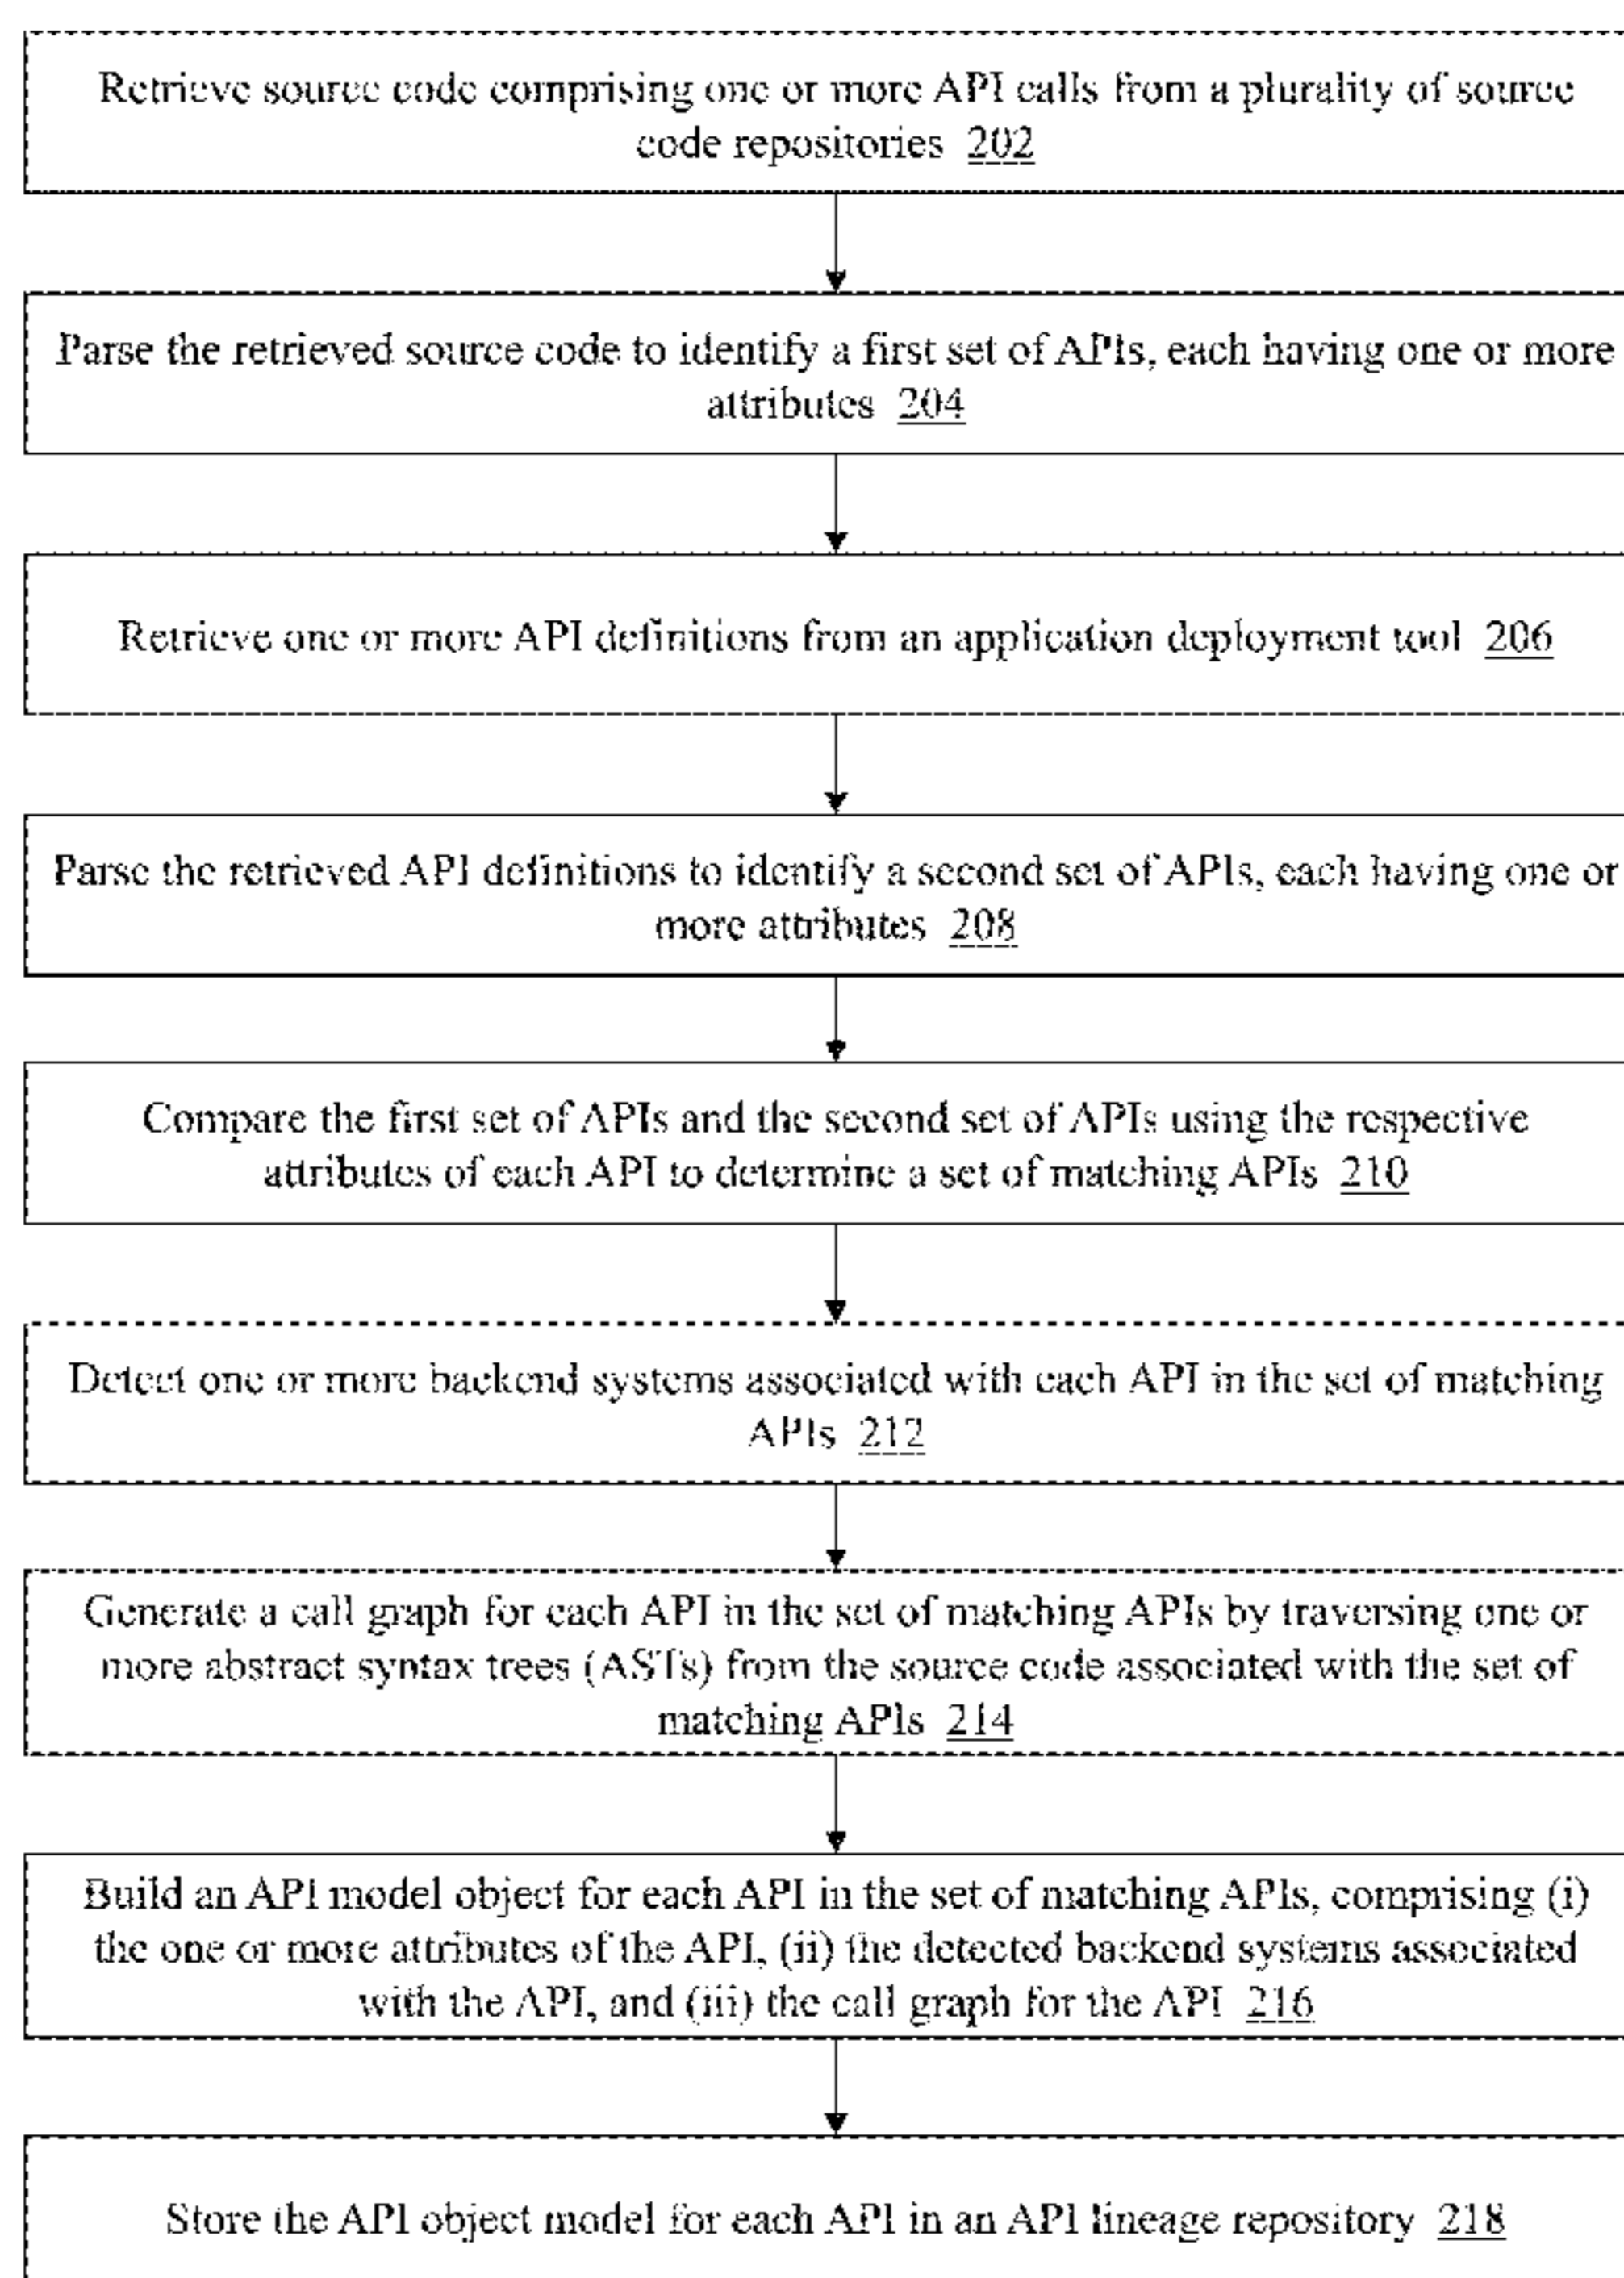 Retrieve source code comprising one or more API calls from a plurality of source
code repositories 202
Parse the retrieved source code to identify a first set of APIs, each having one or more
attributes 204
Retrieve one or more API definitions from an application deployment tool 206
Parse the retrieved API definitions to identify a second set of APIs, each having one or
more attributes 208
Compare the first set of APIs and the second set of APIs using the respective
attributes of each API to determine a set of matching APIs 210
Detect one or more backend systems associated with each API in the set of matching
APIs 212
Generate a call graph for each API in the set of matching APIs by traversing one or
more abstract syntax trees (ASTs) from the source code associated with the set of
matching APIs 214
Build an API model object for each API in the set of matching APIs, comprising (i)
the one or more attributes of the API, (ii) the detected backend systems associated
with the API, and (iii) the call graph for the API 216
Store the API object model for each API in an API lineage repository 218